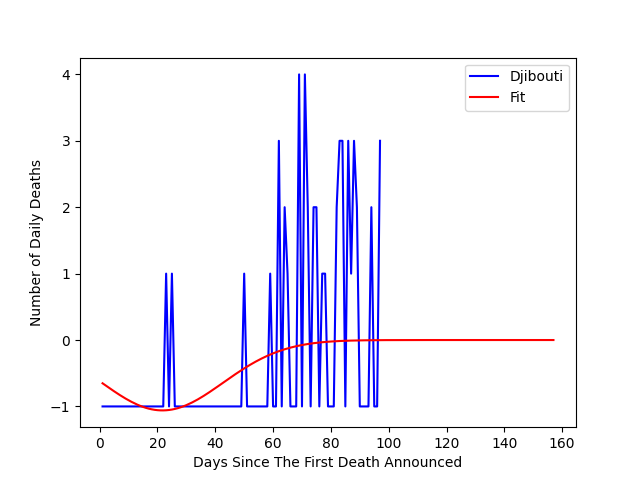 Djibouti
Fit
Number of Daily Deaths
4
3
2
1
0
−1
0 20 40 60 80 100 120 140 160
Days Since The First Death Announced